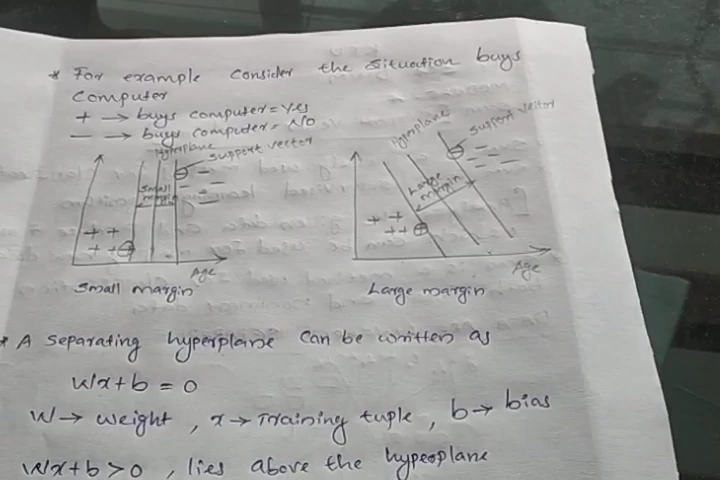 * For example consider the situation buys
computer
+ → buys computer = Yes
− → buys computer = No
Hyperplane
support vector
Small
margin
Age
Small margin
Hyperplane
support vector
Large
margin
Age
Large margin
* A separating hyperplane can be written as
Wx+b = 0
W → weight , x → Training tuple , b → bias
Wx+b>0 , lies above the hyperplane